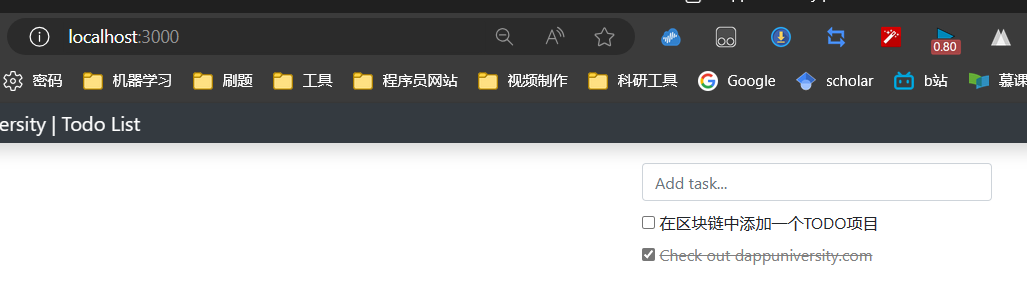 localhost:3000
0.80
密码 机器学习 刷题 工具 程序员网站 视频制作 科研工具 Google scholar b站 慕课
ersity | Todo List
Add task...
在区块链中添加一个TODO项目
Check out dappuniversity.com